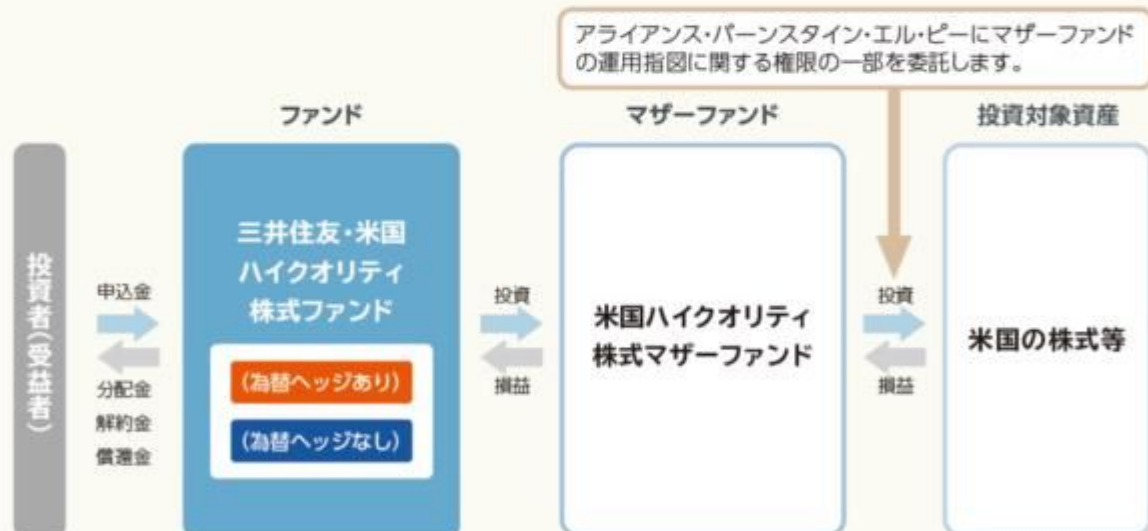 アライアンス・バーンスタイン・エル・ピーにマザーファンド
の運用指図に関する権限の一部を委託します。
ファンド
マザーファンド
投資対象資産
投資者(受益者)
申込金
分配金
解約金
償還金
三井住友・米国
ハイクオリティ
株式ファンド
(為替ヘッジあり)
(為替ヘッジなし)
投資
損益
米国ハイクオリティ
株式マザーファンド
投資
損益
米国の株式等